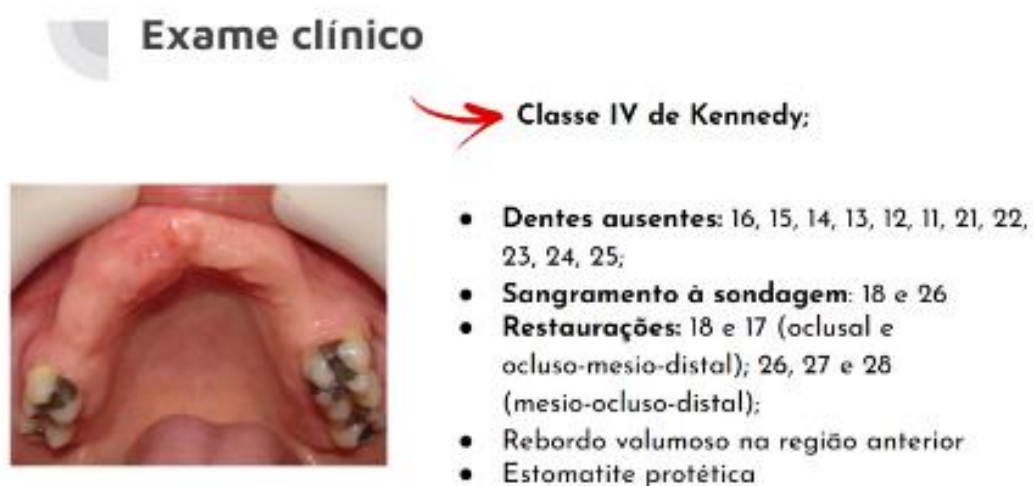 Exame clínico
Classe IV de Kennedy;
• Dentes ausentes: 16, 15, 14, 13, 12, 11, 21, 22,
23, 24, 25;
• Sangramento à sondagem: 18 e 26
• Restaurações: 18 e 17 (oclusal e
ocluso-mesio-distal); 26, 27 e 28
(mesio-ocluso-distal);
• Rebordo volumoso na região anterior
• Estomatite protética